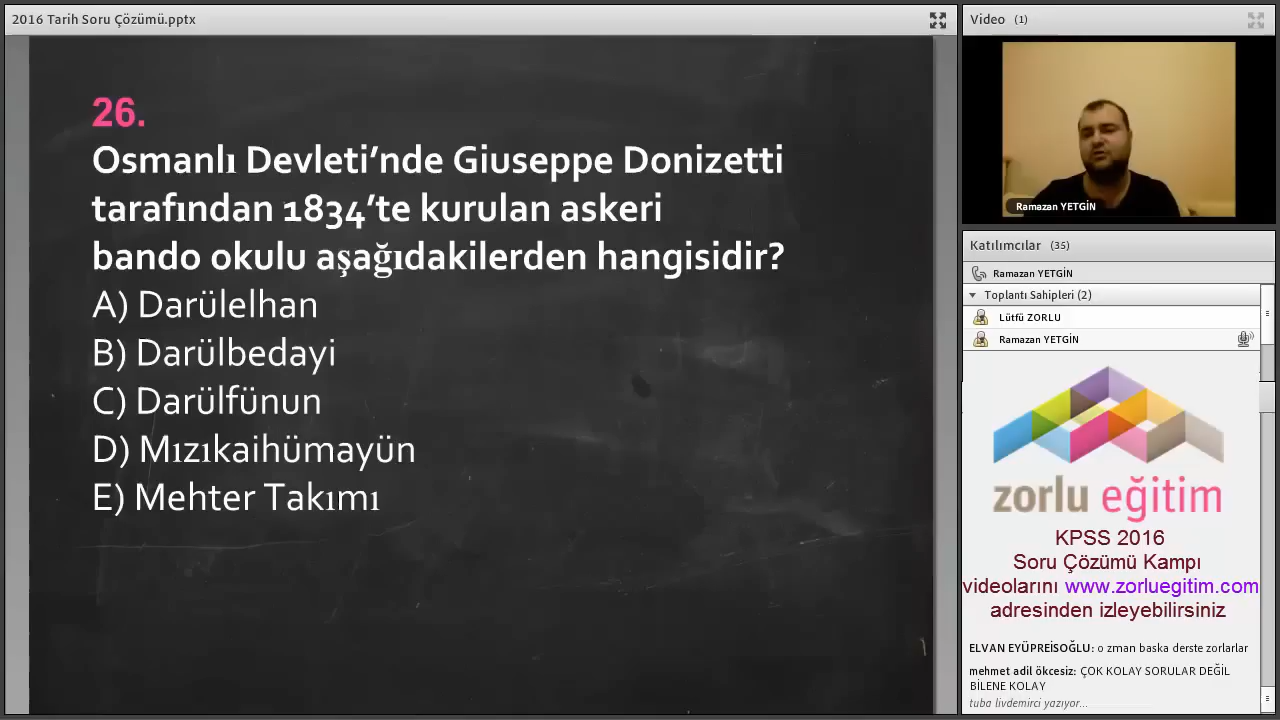 2016 Tarih Soru Çözümü.pptx
26.
Osmanlı Devleti’nde Giuseppe Donizetti
tarafından 1834’te kurulan askeri
bando okulu aşağıdakilerden hangisidir?
A) Darülelhan
B) Darülbedayi
C) Darülfünun
D) Mızıkaihümayün
E) Mehter Takımı
Video (1)
Ramazan YETGİN
Katılımcılar (35)
Ramazan YETGİN
Toplantı Sahipleri (2)
Lütfü ZORLU
Ramazan YETGİN
zorlu eğitim
KPSS 2016
Soru Çözümü Kampı
videolarını www.zorluegitim.com
adresinden izleyebilirsiniz
ELVAN EYÜPREİSOĞLU: o zman baska derste zorlarlar
mehmet adil ökcesiz: ÇOK KOLAY SORULAR DEĞİL
BİLENE KOLAY
tuba livdemirci yazıyor...